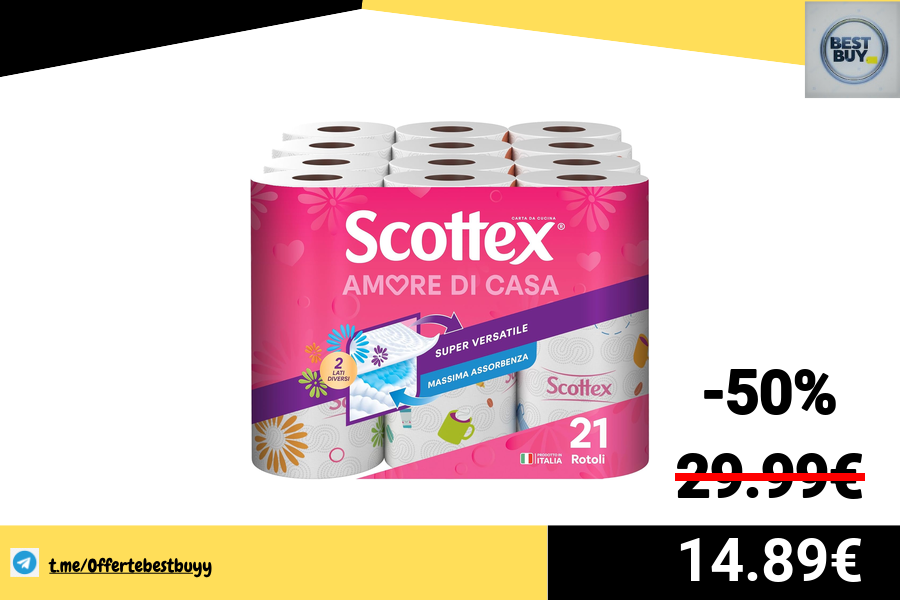 BEST
BUY
CARTA DA CUCINA
Scottex®
AMORE DI CASA
SUPER VERSATILE
MASSIMA ASSORBENZA
2
LATI
DIVERSI
Scottex
21
Rotoli
PRODOTTO IN
ITALIA
-50%
29.99€
14.89€
t.me/Offertebestbuyy